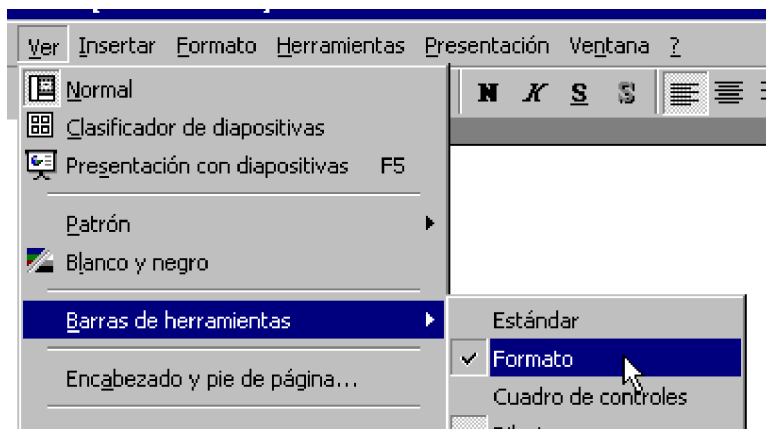 Ver Insertar Formato Herramientas Presentación Ventana ?
N K S S
Normal
Clasificador de diapositivas
Presentación con diapositivas F5
Patrón
Blanco y negro
Barras de herramientas
Estándar
Formato
Encabezado y pie de página...
Cuadro de controles